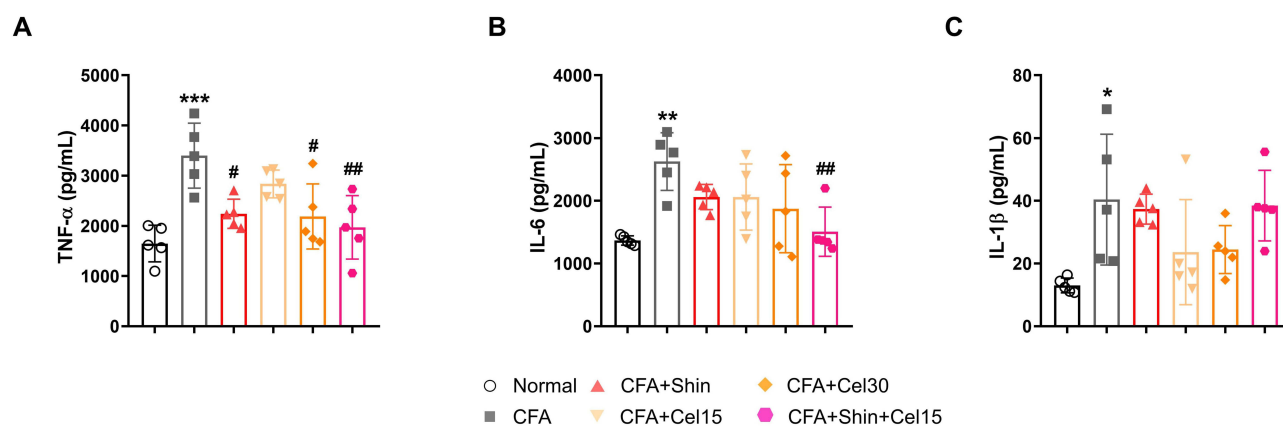 A
B
C
TNF-α (pg/mL)
5000
4000
3000
2000
1000
0
***
#
#
##
IL-6 (pg/mL)
4000
3000
2000
1000
0
**
##
IL-1β (pg/mL)
80
60
40
20
0
*
Normal
CFA+Shin
CFA+Cel30
CFA
CFA+Cel15
CFA+Shin+Cel15